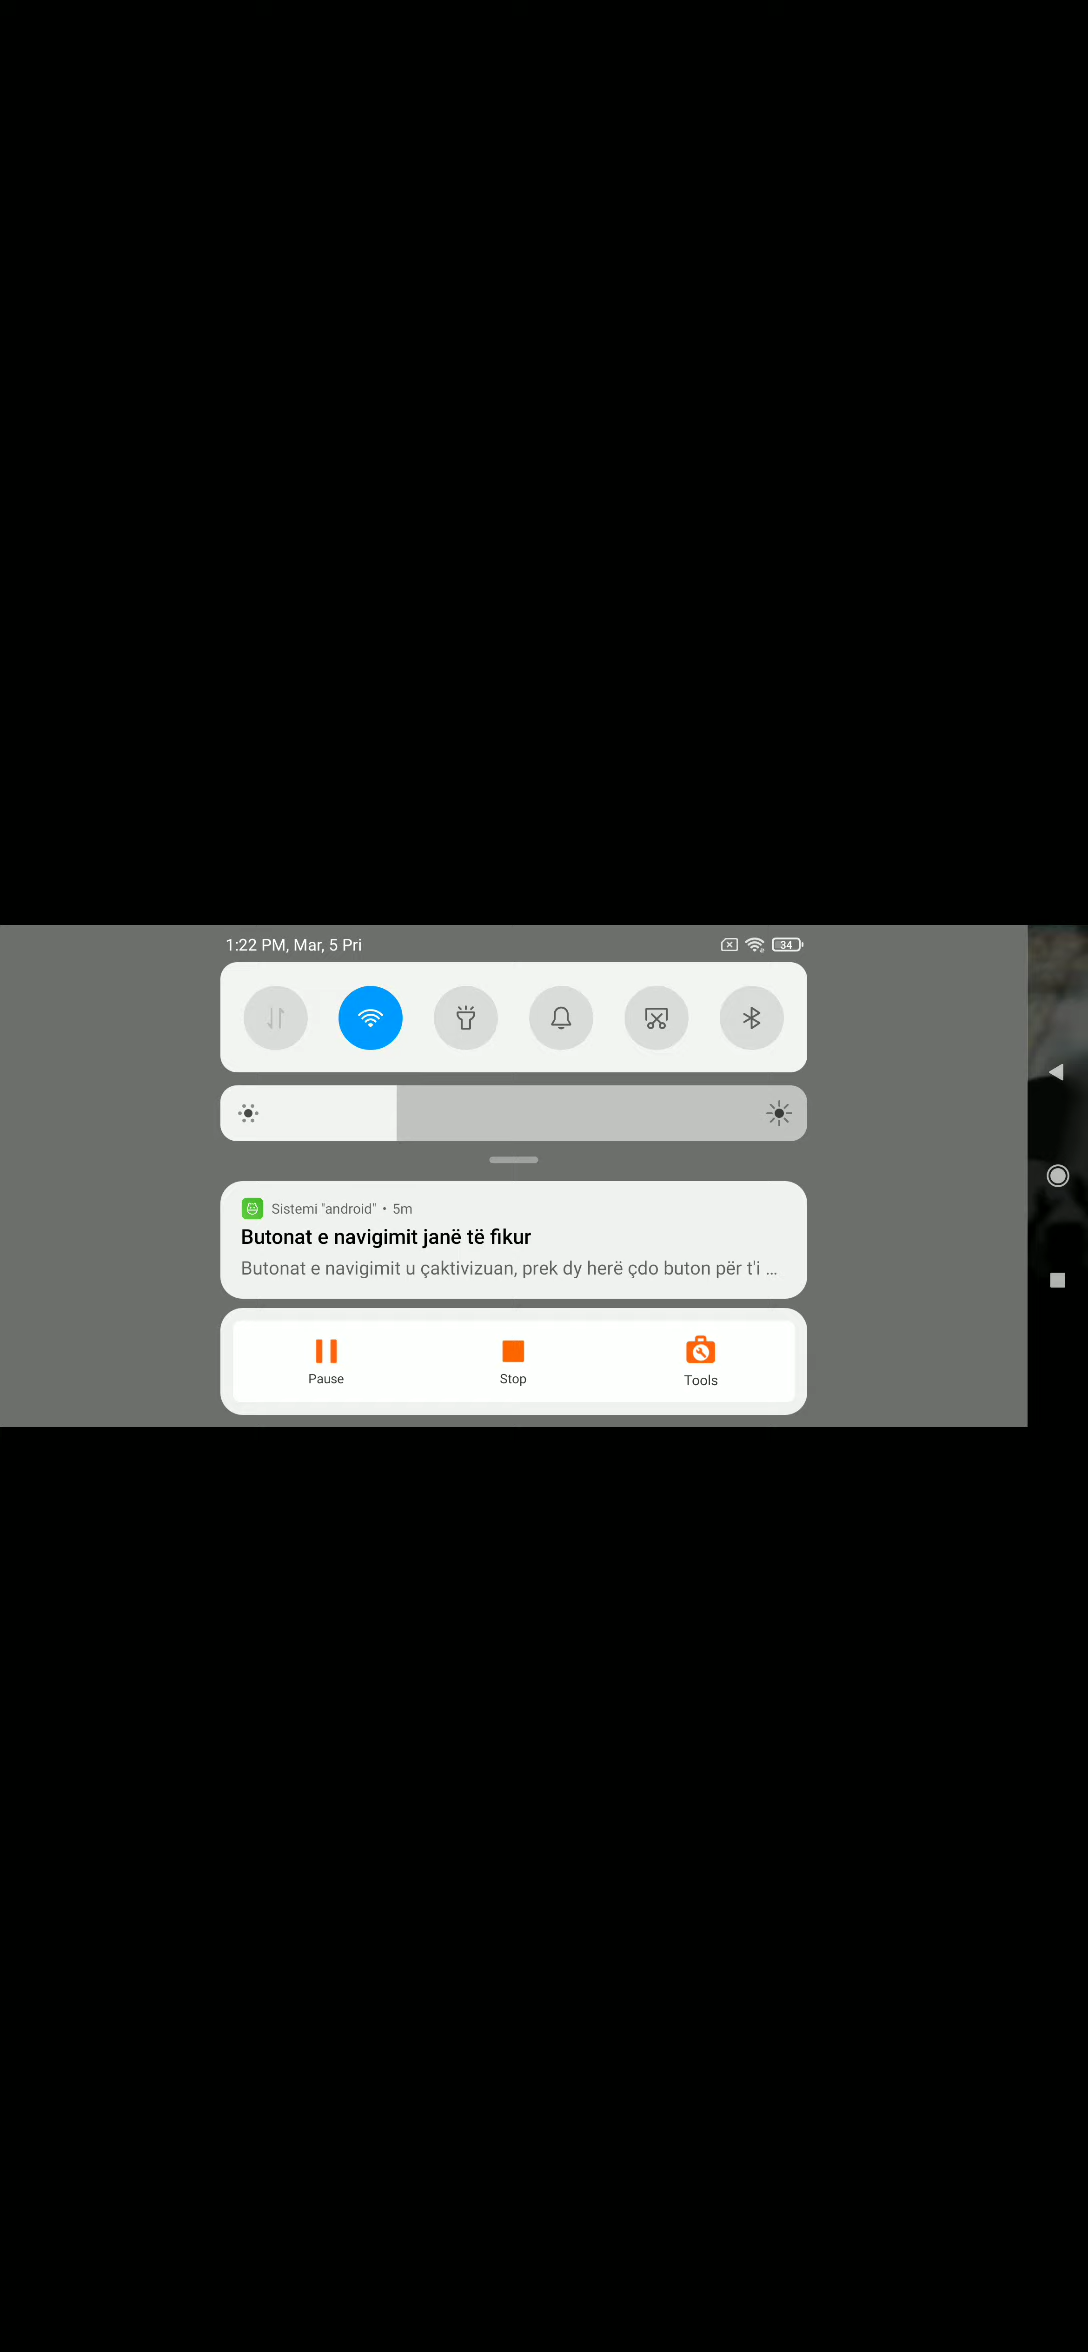 1:22 PM, Mar, 5 Pri
34
Sistemi "android" • 5m
Butonat e navigimit janë të fikur
Butonat e navigimit u çaktivizuan, prek dy herë çdo buton për t'i ...
Pause
Stop
Tools